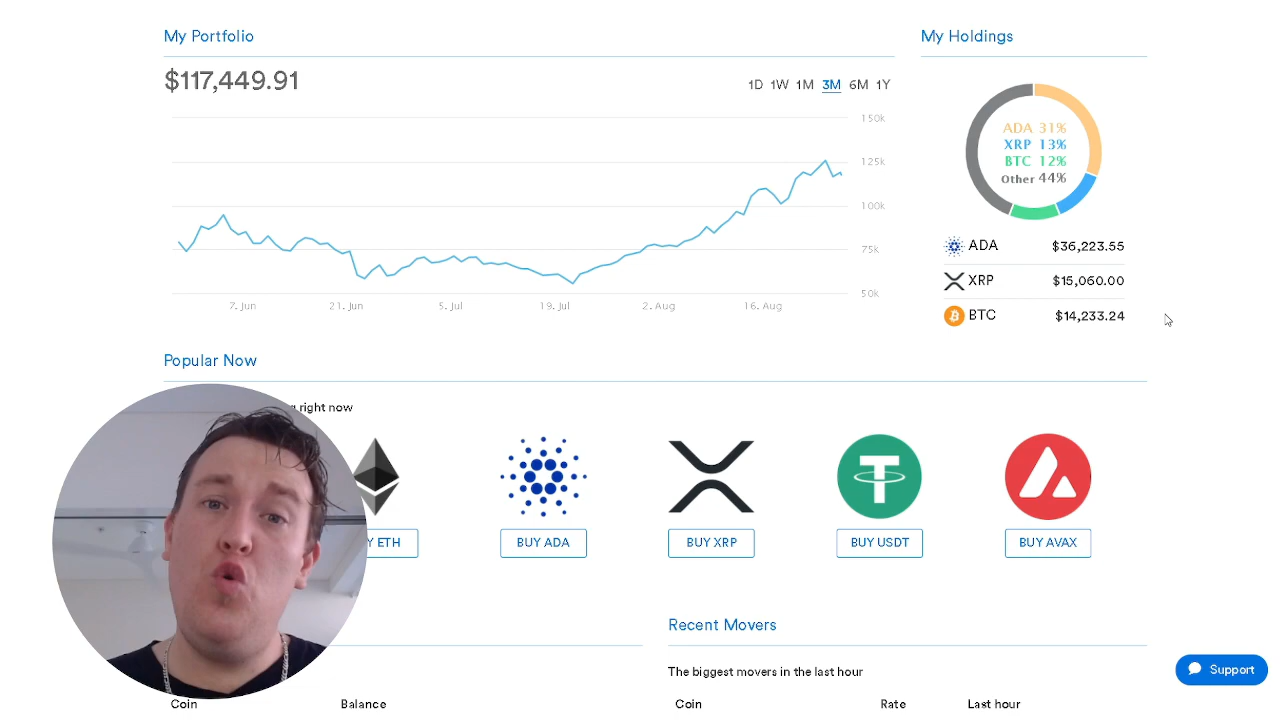 My Portfolio
My Holdings
$117,449.91
1D 1W 1M 3M 6M 1Y
150k
125k
100k
75k
50k
7. Jun
21. Jun
5. Jul
19. Jul
2. Aug
16. Aug
ADA 31%
XRP 13%
BTC 12%
Other 44%
ADA $36,223.55
XRP $15,060.00
BTC $14,233.24
Popular Now
right now
ETH
BUY ADA
BUY XRP
BUY USDT
BUY AVAX
Recent Movers
The biggest movers in the last hour
Coin Balance
Coin Rate Last hour
Support